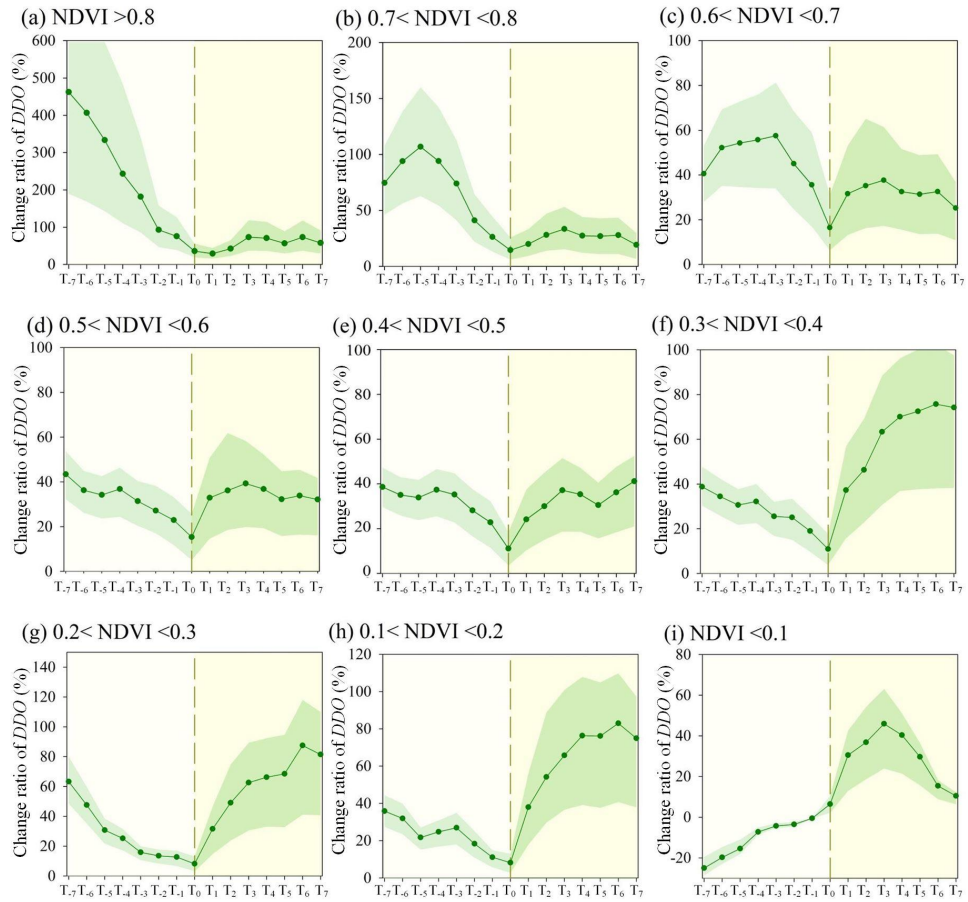 (a) NDVI >0.8
(b) 0.7< NDVI <0.8
(c) 0.6< NDVI <0.7
Change ratio of DDO (%)
600
500
400
300
200
100
0
T-7 T-6 T-5 T-4 T-3 T-2 T-1 T0 T1 T2 T3 T4 T5 T6 T7
Change ratio of DDO (%)
200
150
100
50
0
T-7 T-6 T-5 T-4 T-3 T-2 T-1 T0 T1 T2 T3 T4 T5 T6 T7
Change ratio of DDO (%)
100
80
60
40
20
0
T-7 T-6 T-5 T-4 T-3 T-2 T-1 T0 T1 T2 T3 T4 T5 T6 T7
(d) 0.5< NDVI <0.6
(e) 0.4< NDVI <0.5
(f) 0.3< NDVI <0.4
Change ratio of DDO (%)
100
80
60
40
20
0
T-7 T-6 T-5 T-4 T-3 T-2 T-1 T0 T1 T2 T3 T4 T5 T6 T7
Change ratio of DDO (%)
100
80
60
40
20
0
T-7 T-6 T-5 T-4 T-3 T-2 T-1 T0 T1 T2 T3 T4 T5 T6 T7
Change ratio of DDO (%)
100
80
60
40
20
0
T-7 T-6 T-5 T-4 T-3 T-2 T-1 T0 T1 T2 T3 T4 T5 T6 T7
(g) 0.2< NDVI <0.3
(h) 0.1< NDVI <0.2
(i) NDVI <0.1
Change ratio of DDO (%)
140
120
100
80
60
40
20
0
T-7 T-6 T-5 T-4 T-3 T-2 T-1 T0 T1 T2 T3 T4 T5 T6 T7
Change ratio of DDO (%)
120
100
80
60
40
20
0
T-7 T-6 T-5 T-4 T-3 T-2 T-1 T0 T1 T2 T3 T4 T5 T6 T7
Change ratio of DDO (%)
80
60
40
20
0
-20
T-7 T-6 T-5 T-4 T-3 T-2 T-1 T0 T1 T2 T3 T4 T5 T6 T7